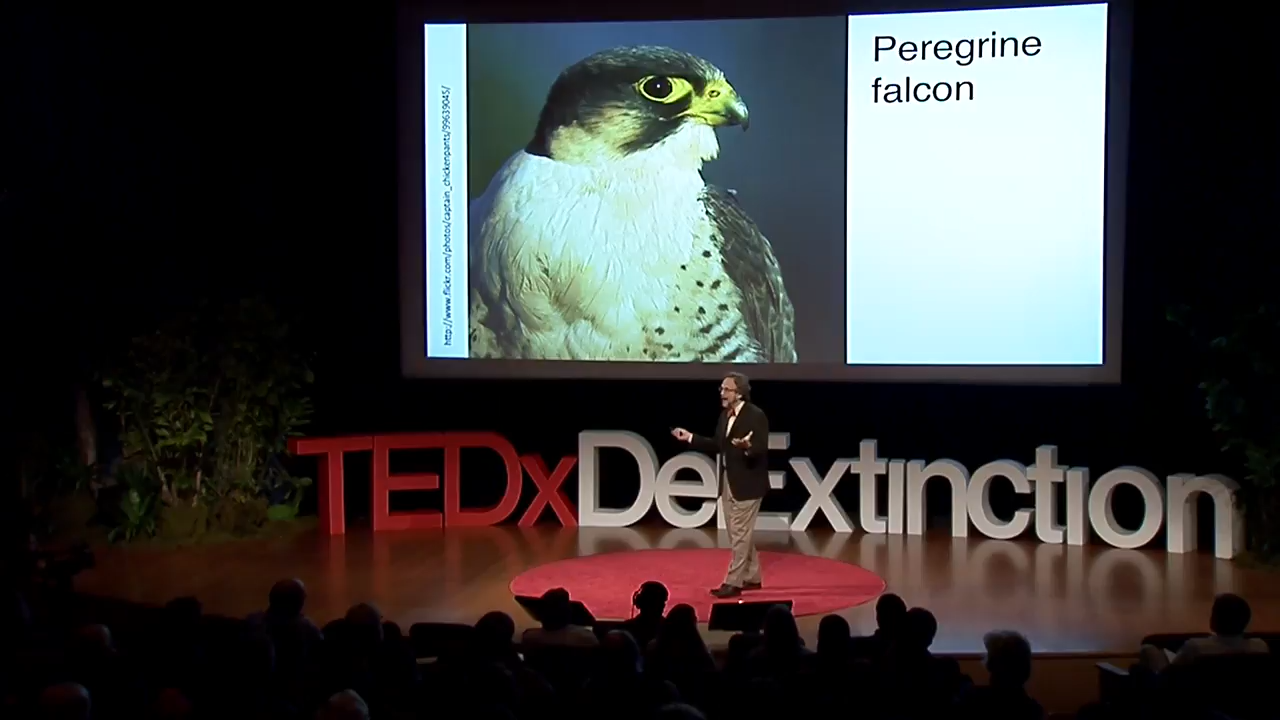 Peregrine
falcon
http://www.flickr.com/photos/captain_chickenpants/99639045/
TEDxDeExtinction